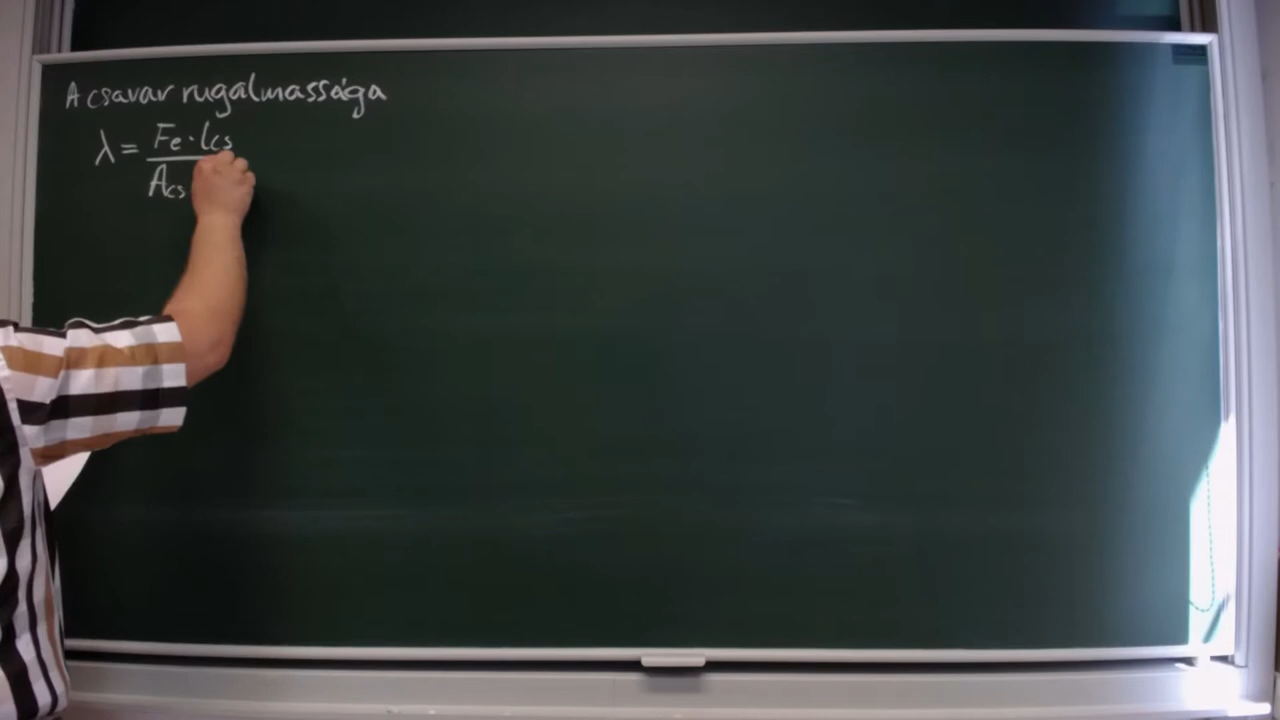 A csavar rugalmassága
λ = Fe · lcs
Acs